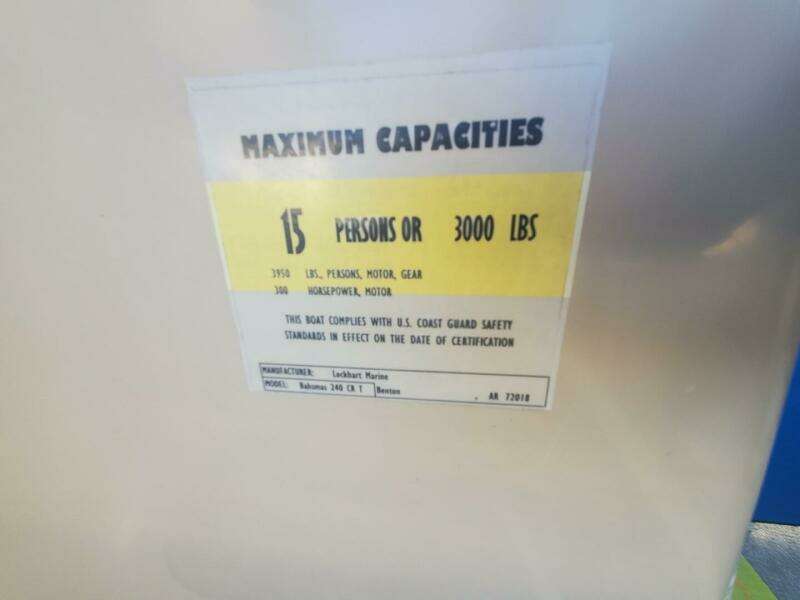 MAXIMUM CAPACITIES
15 PERSONS OR 3000 LBS
3950 LBS., PERSONS, MOTOR, GEAR
300 HORSEPOWER, MOTOR
THIS BOAT COMPLIES WITH U.S. COAST GUARD SAFETY
STANDARDS IN EFFECT ON THE DATE OF CERTIFICATION
MANUFACTURER: Lockhart Marine
MODEL: Bahamas 240 CR T Benton , AR 72018